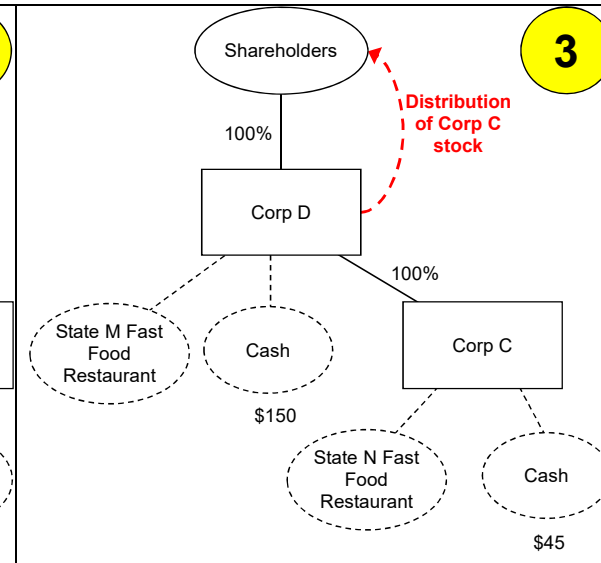 Shareholders
3
Distribution
of Corp C
stock
100%
Corp D
100%
State M Fast
Food
Restaurant
Cash
Corp C
$150
State N Fast
Food
Restaurant
Cash
$45